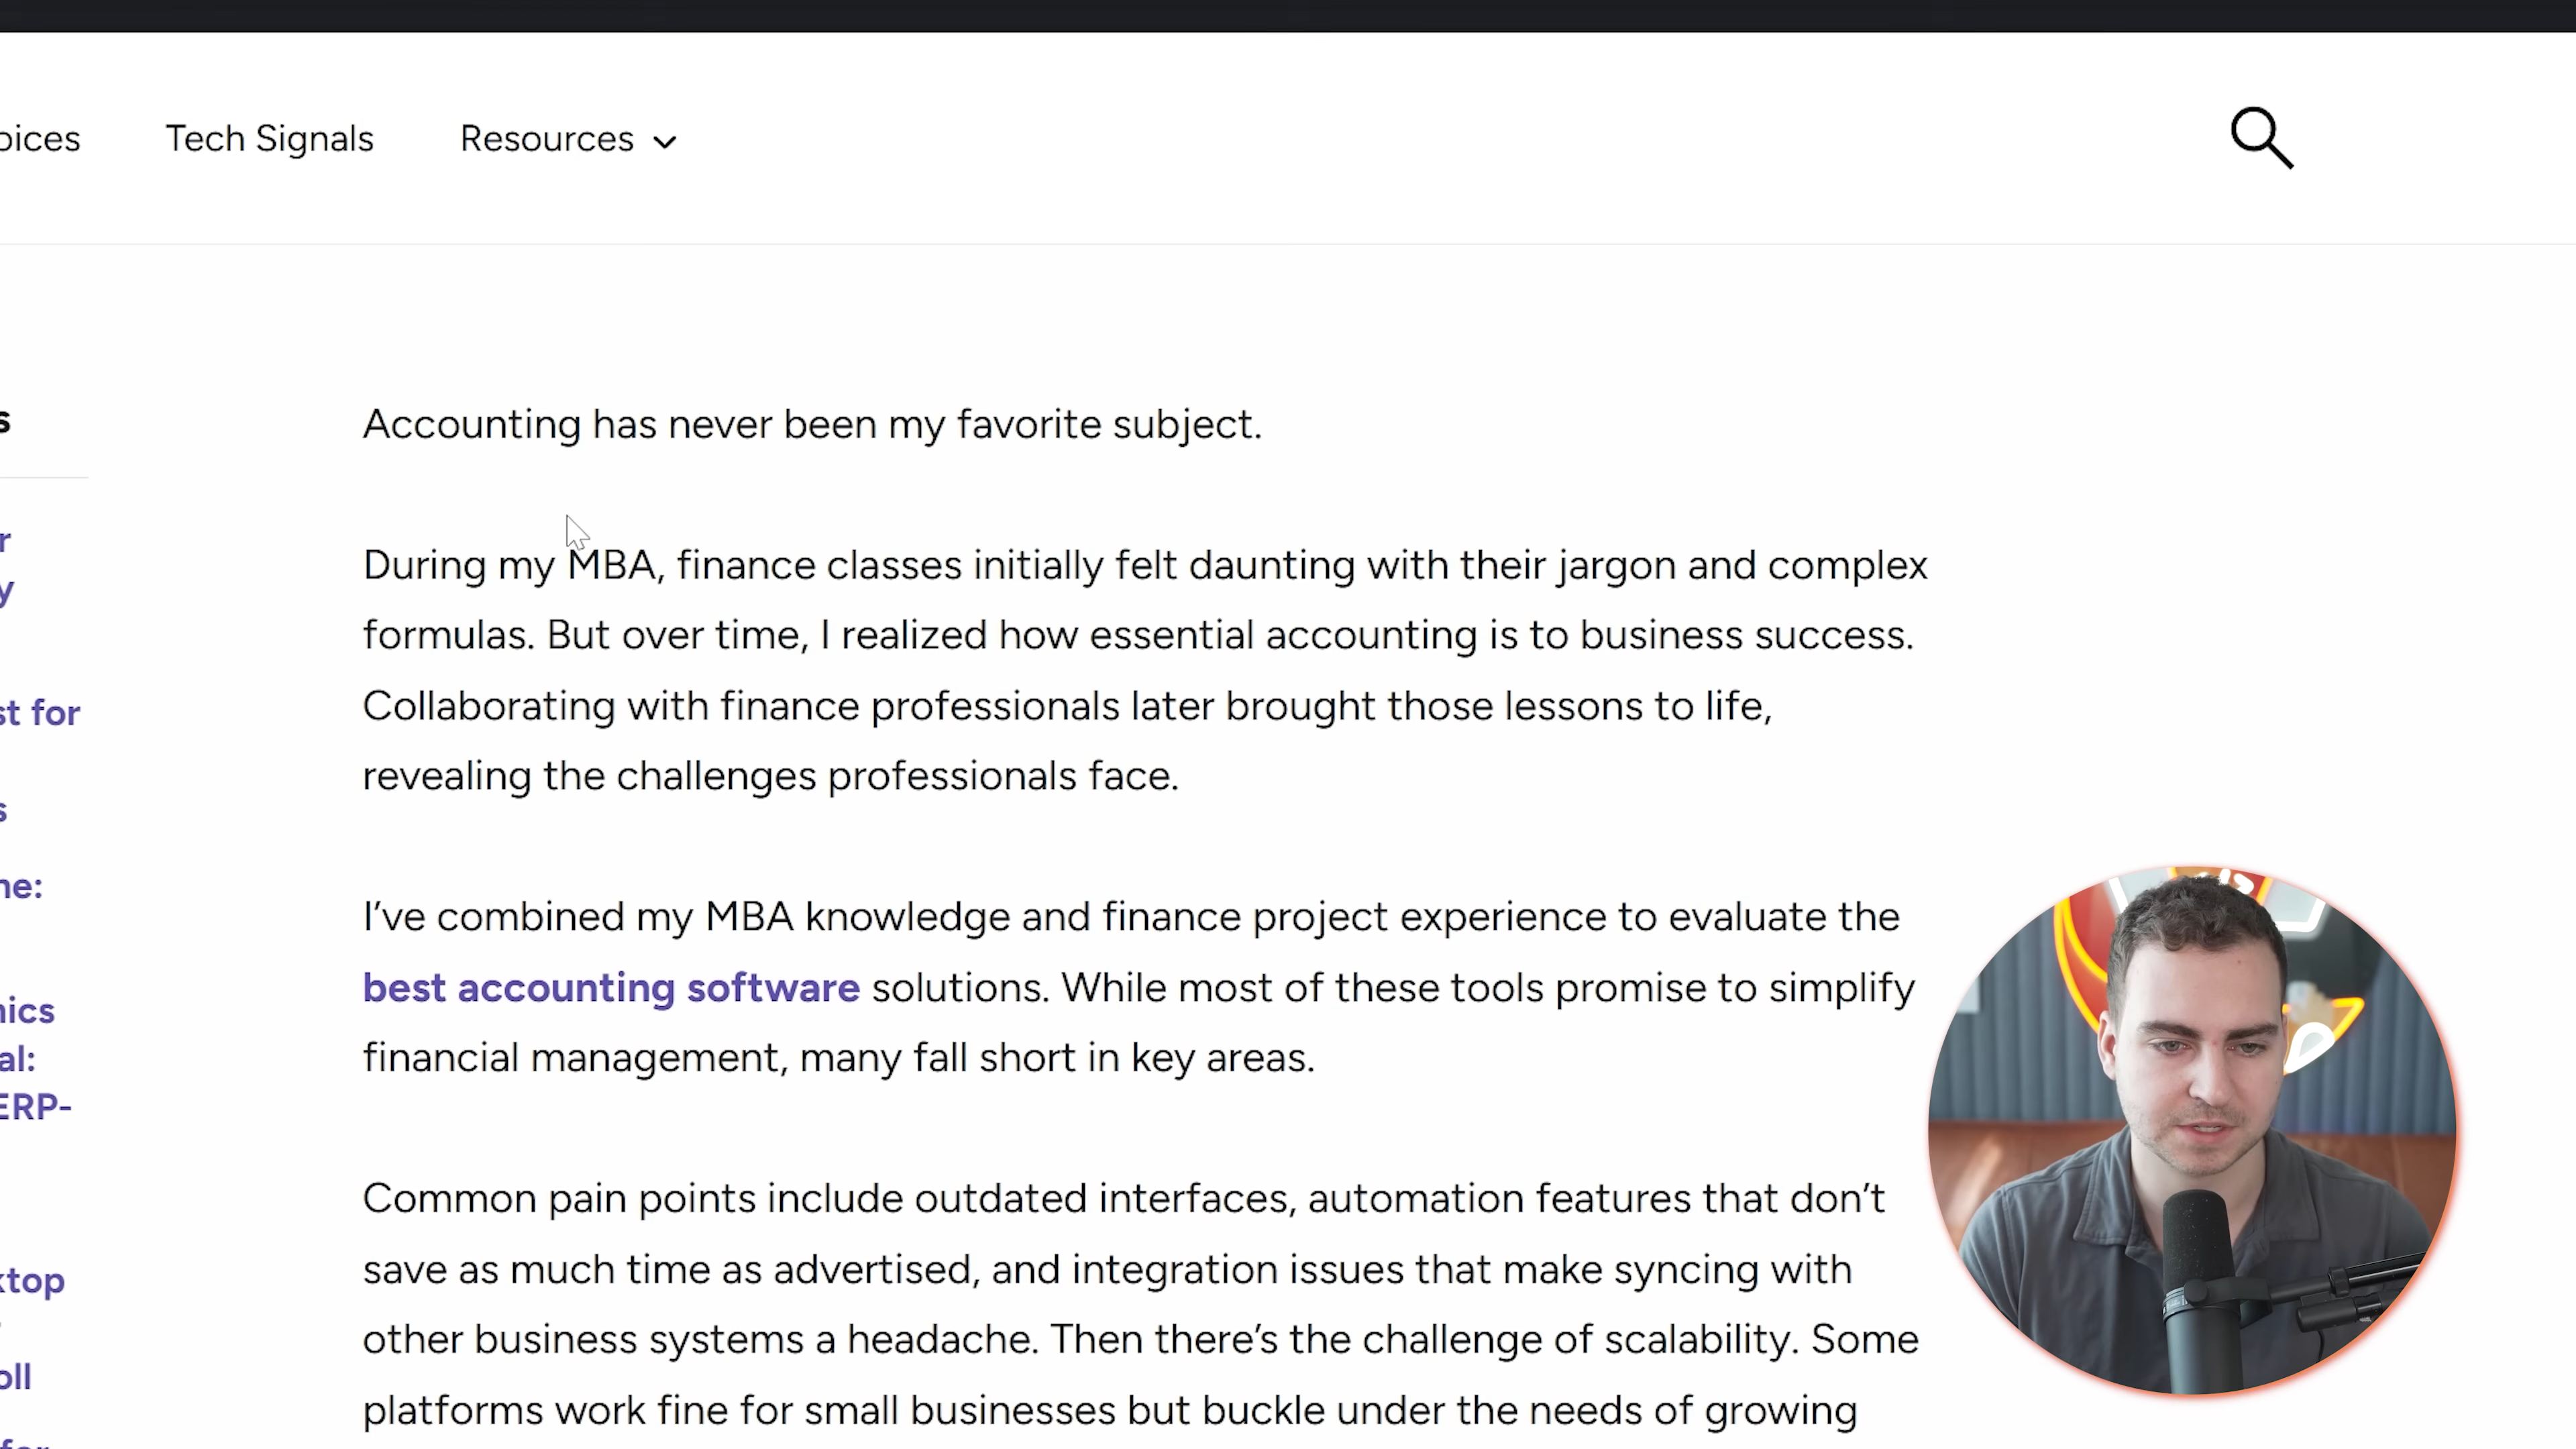 Tech Signals
Resources
Accounting has never been my favorite subject.
During my MBA, finance classes initially felt daunting with their jargon and complex
formulas. But over time, I realized how essential accounting is to business success.
Collaborating with finance professionals later brought those lessons to life,
revealing the challenges professionals face.
I’ve combined my MBA knowledge and finance project experience to evaluate the
best accounting software solutions. While most of these tools promise to simplify
financial management, many fall short in key areas.
Common pain points include outdated interfaces, automation features that don’t
save as much time as advertised, and integration issues that make syncing with
other business systems a headache. Then there’s the challenge of scalability. Some
platforms work fine for small businesses but buckle under the needs of growing
for
al:
ERP-